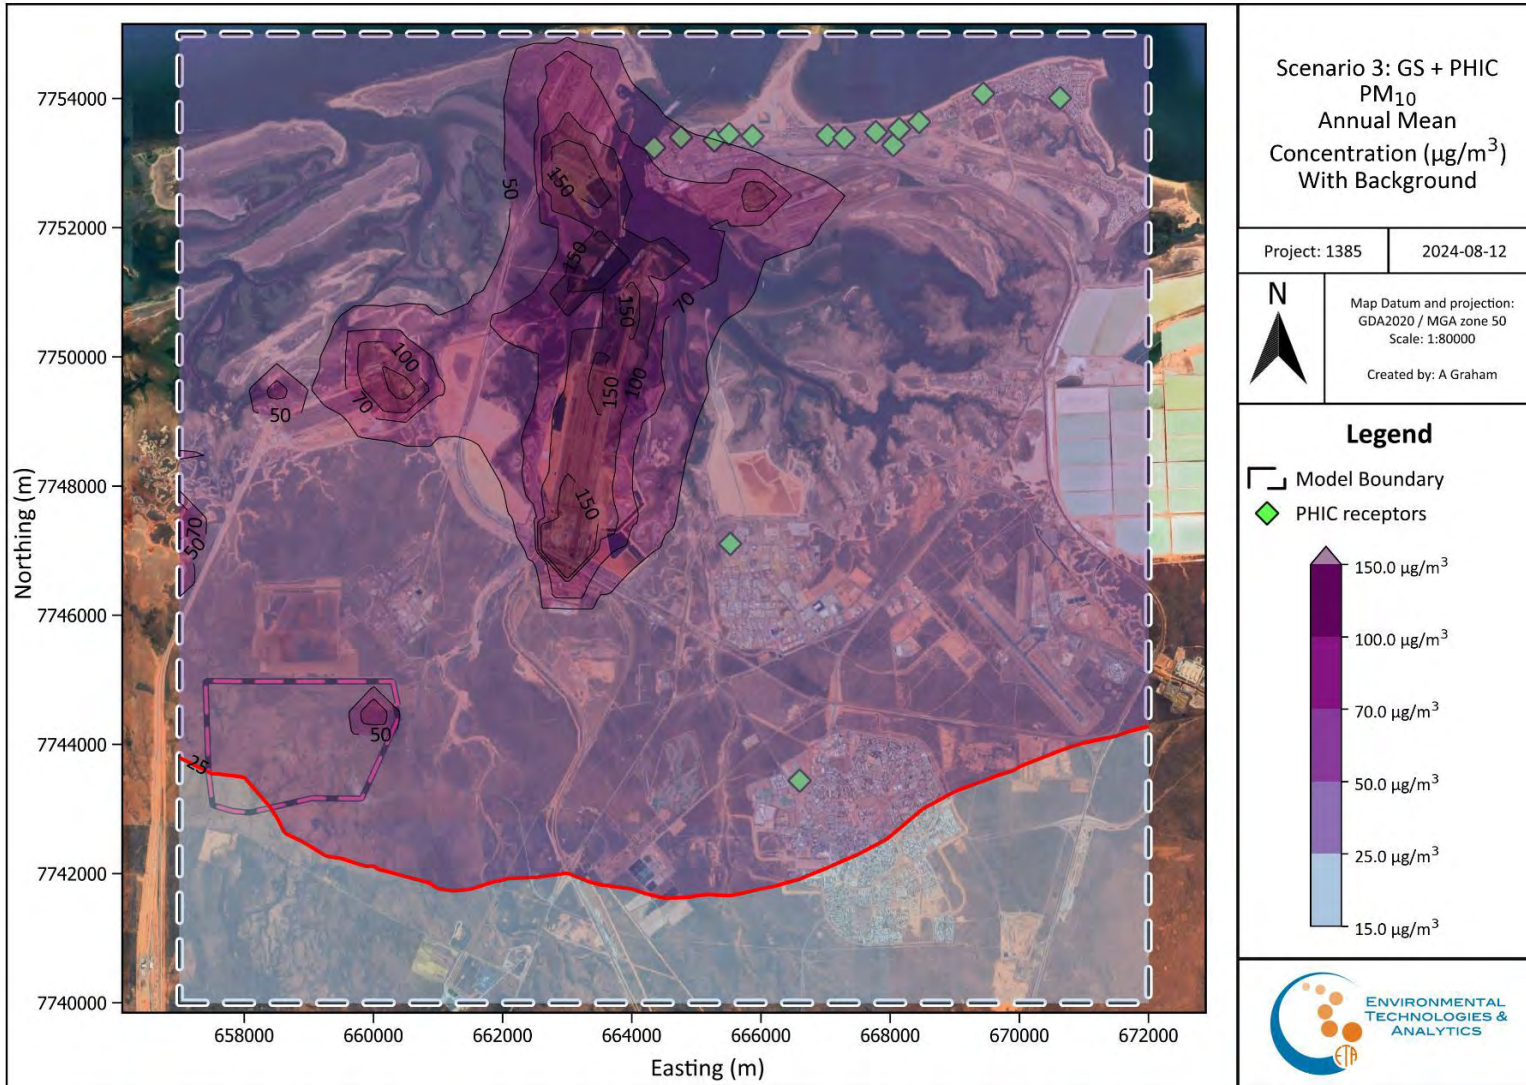 Scenario 3: GS + PHIC
PM10
Annual Mean
Concentration (µg/m³)
With Background
Project: 1385
2024-08-12
N
Map Datum and projection:
GDA2020 / MGA zone 50
Scale: 1:80000
Created by: A Graham
Legend
Model Boundary
PHIC receptors
150.0 µg/m³
100.0 µg/m³
70.0 µg/m³
50.0 µg/m³
25.0 µg/m³
15.0 µg/m³
ENVIRONMENTAL
TECHNOLOGIES &
ANALYTICS
ETA
Northing (m)
7754000
7752000
7750000
7748000
7746000
7744000
7742000
7740000
658000
660000
662000
664000
666000
668000
670000
672000
Easting (m)
50
150
150
150
70
100
70
50
150
100
150
70
50
50
25